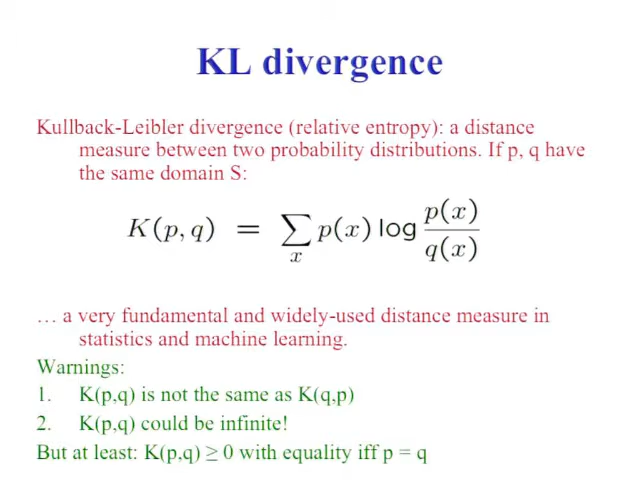 KL divergence
Kullback-Leibler divergence (relative entropy): a distance
measure between two probability distributions. If p, q have
the same domain S:
K(p, q) = ∑_x p(x) log p(x)/q(x)
… a very fundamental and widely-used distance measure in
statistics and machine learning.
Warnings:
1. K(p,q) is not the same as K(q,p)
2. K(p,q) could be infinite!
But at least: K(p,q) ≥ 0 with equality iff p = q